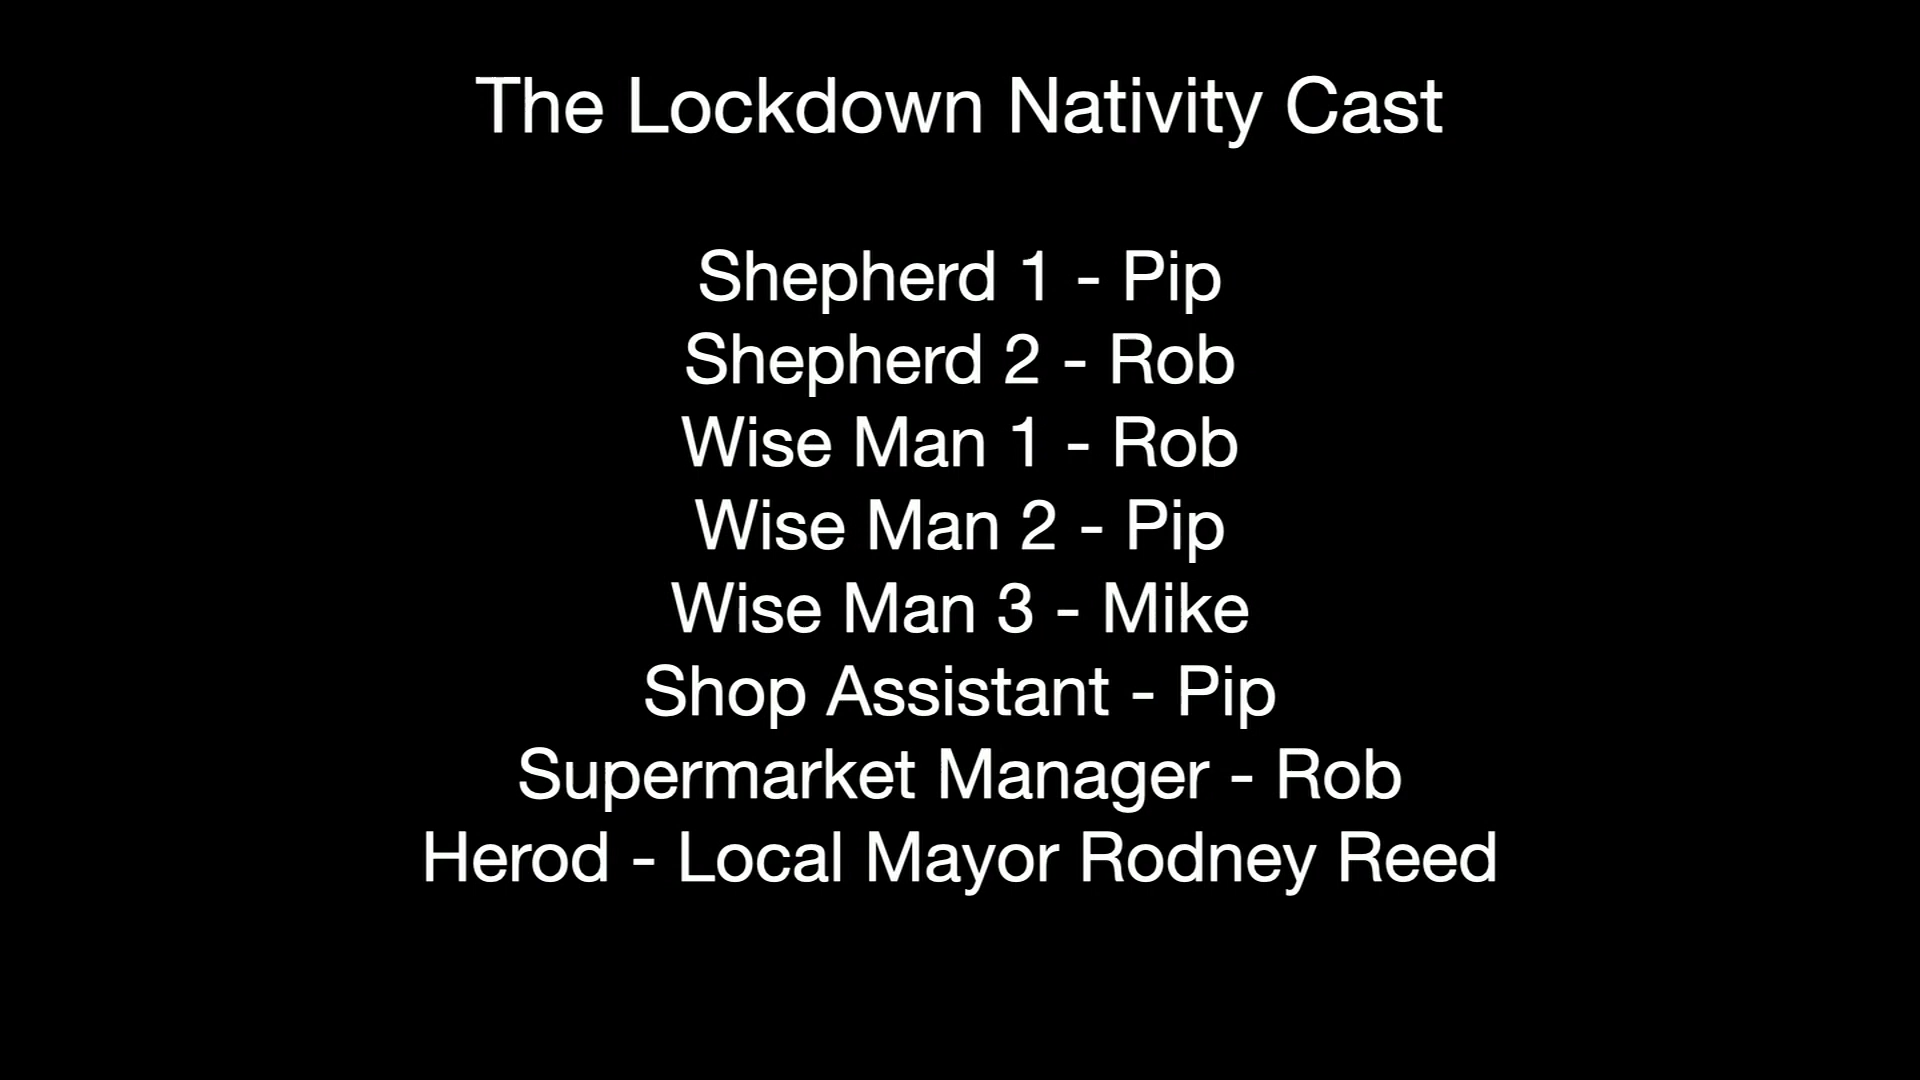 The Lockdown Nativity Cast
Shepherd 1 - Pip
Shepherd 2 - Rob
Wise Man 1 - Rob
Wise Man 2 - Pip
Wise Man 3 - Mike
Shop Assistant - Pip
Supermarket Manager - Rob
Herod - Local Mayor Rodney Reed